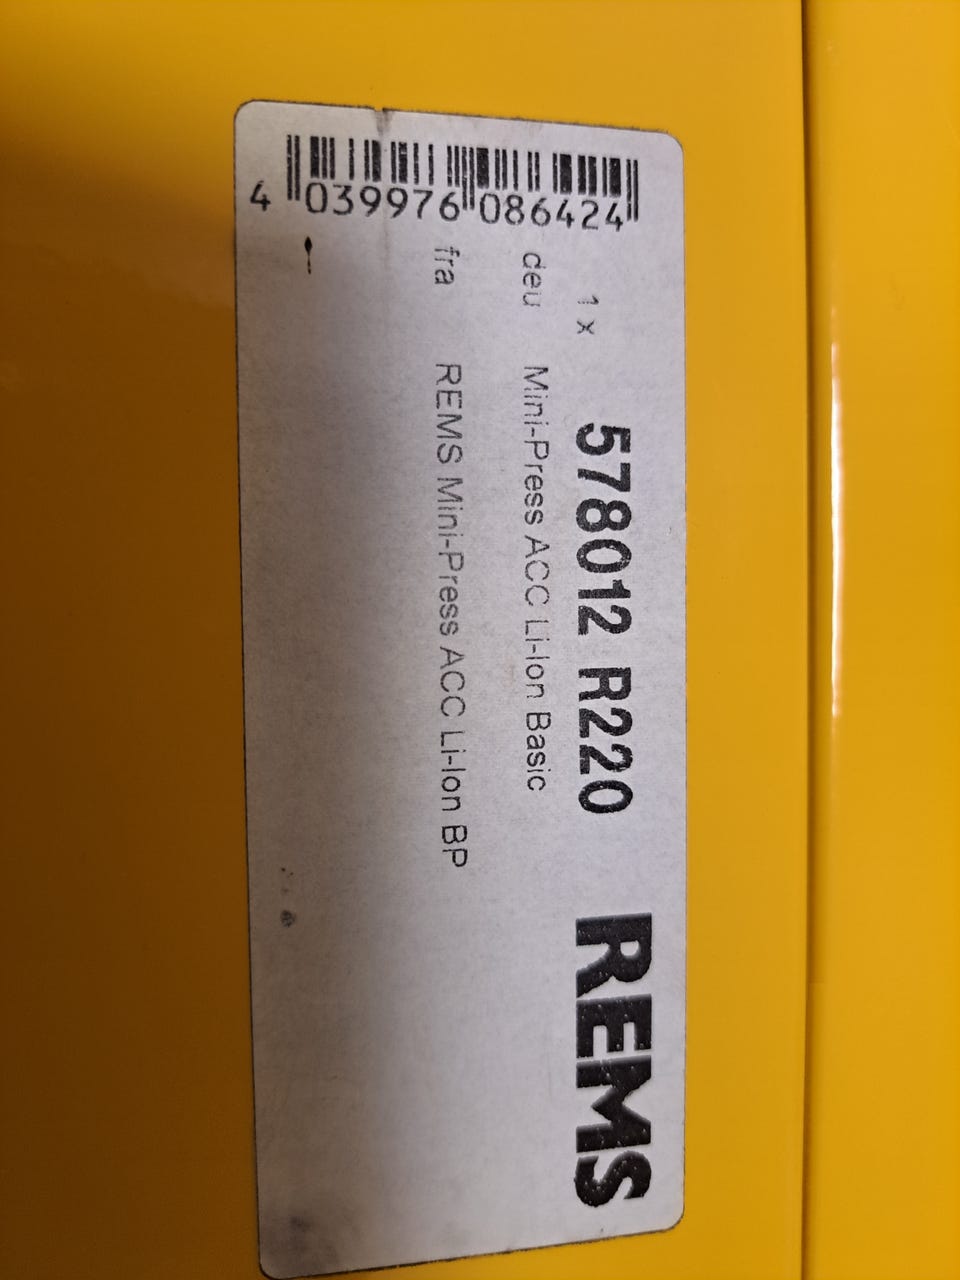 4 039976 086424
1 x 578012 R220 REMS
deu Mini-Press ACC Li-Ion Basic
fra REMS Mini-Press ACC Li-Ion BP